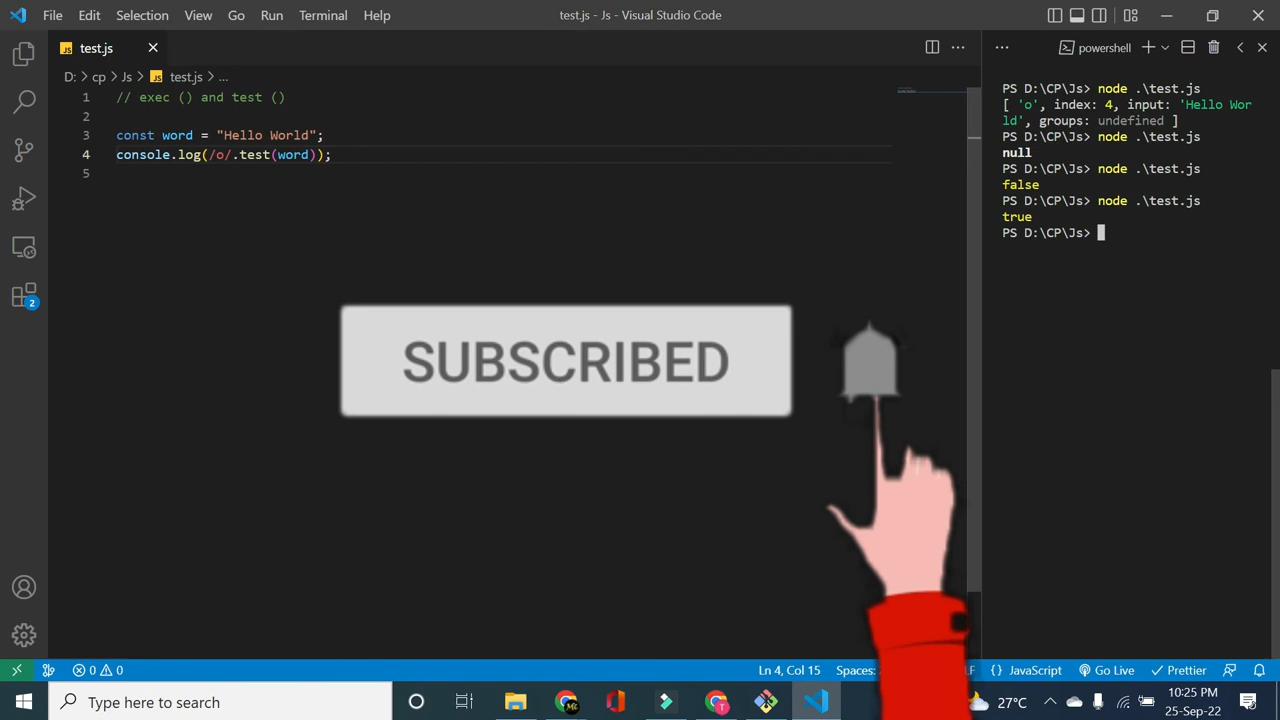 File Edit Selection View Go Run Terminal Help
test.js - Js - Visual Studio Code
JS test.js
D: > cp > Js > JS test.js > ...
1 // exec () and test ()
2
3 const word = "Hello World";
4 console.log(/o/.test(word));
5
powershell
PS D:\CP\Js> node .\test.js
[ 'o', index: 4, input: 'Hello Wor
ld', groups: undefined ]
PS D:\CP\Js> node .\test.js
null
PS D:\CP\Js> node .\test.js
false
PS D:\CP\Js> node .\test.js
true
PS D:\CP\Js>
SUBSCRIBED
2
0 0 Ln 4, Col 15 Spaces: LF {} JavaScript Go Live Prettier
Type here to search
27°C
10:25 PM
25-Sep-22